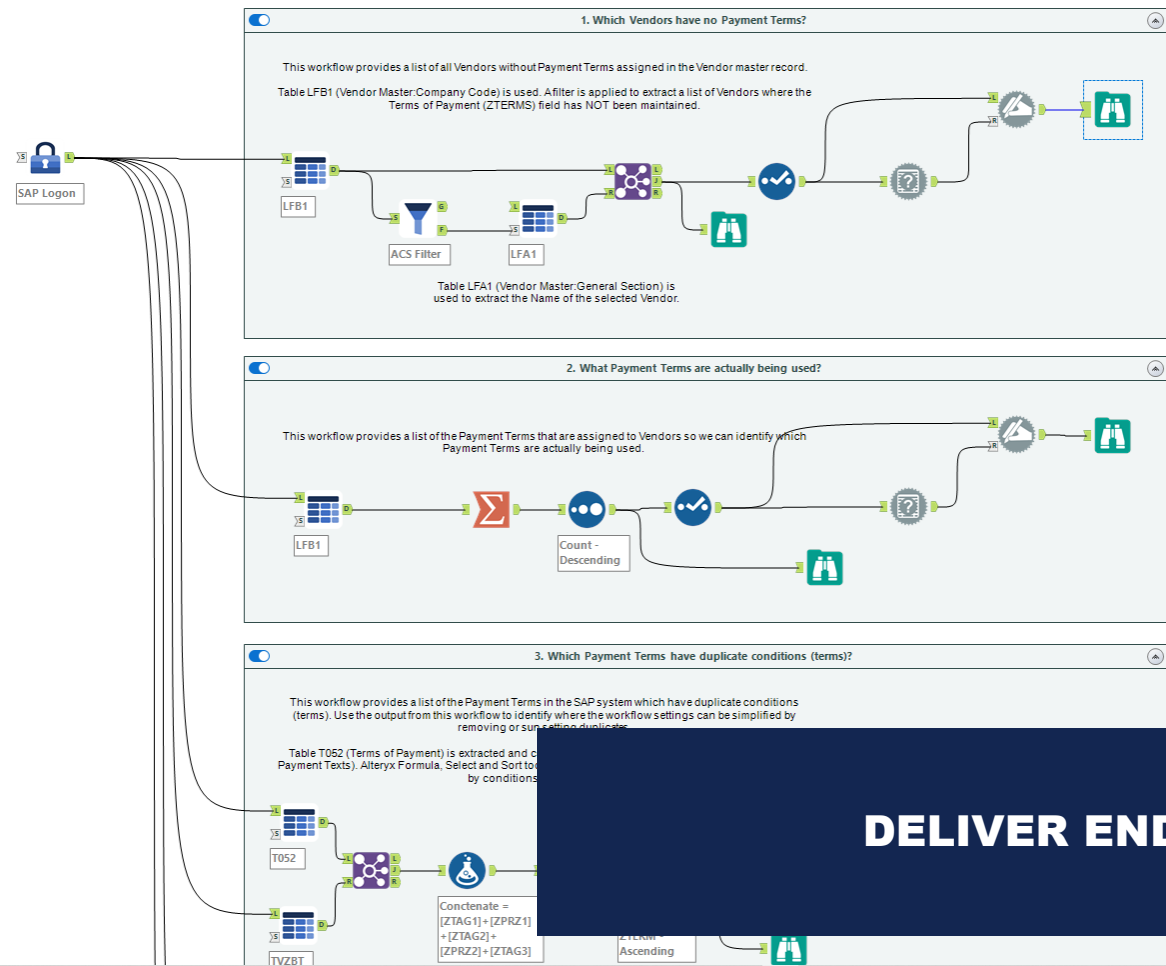 1. Which Vendors have no Payment Terms?
This workflow provides a list of all Vendors without Payment Terms assigned in the Vendor master record.
Table LFB1 (Vendor Master:Company Code) is used. Afilter is applied to extract a list of Vendors where the
Terms of Payment (ZTERMS) field has NOT been maintained.
L
R
S
L
SAP Logon
L
S
D
LFB1
S
G
F
ACS Filter
L
S
D
LFA1
L
R
L
J
R
Table LFA1 (Vendor Master:General Section) is
used to extract the Name of the selected Vendor.
2. What Payment Terms are actually being used?
This workflow provides a list of the Payment Terms that are assigned to Vendors so we can identify which
Payment Terms are actually being used.
L
R
L
S
D
LFB1
Count -
Descending
3. Which Payment Terms have duplicate conditions (terms)?
This workflow provides a list of the Payment Terms in the SAP system which have duplicate conditions
(terms). Use the output from this workflow to identify where the workflow settings can be simplified by
removing or sun setting duplicates
Table T052 (Terms of Payment) is extracted and c
Payment Texts). Alteryx Formula, Select and Sort too
by conditions
DELIVER END
L
S
D
T052
L
R
L
J
R
L
S
D
TVZBT
Conctenate =
[ZTAG1]+[ZPRZ1]
+[ZTAG2]+
[ZPRZ2]+[ZTAG3]
ZTERM -
Ascending